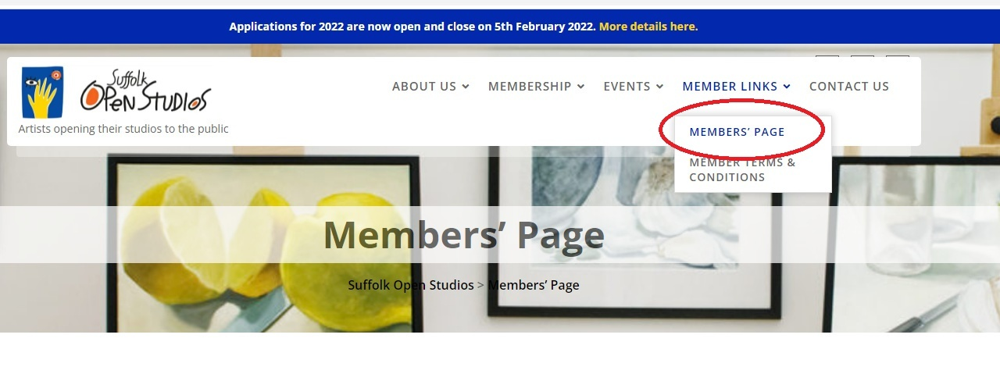 Applications for 2022 are now open and close on 5th February 2022. More details here.
Suffolk
OPEN STUDIOS
Artists opening their studios to the public
ABOUT US MEMBERSHIP EVENTS MEMBER LINKS CONTACT US
MEMBERS’ PAGE
MEMBER TERMS &
CONDITIONS
Members’ Page
Suffolk Open Studios > Members’ Page